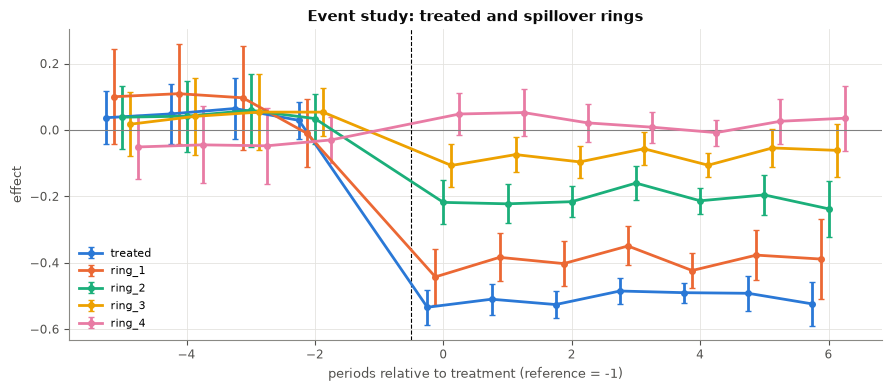 Event study: treated and spillover rings
effect
0.2
0.0
−0.2
−0.4
−0.6
treated
ring_1
ring_2
ring_3
ring_4
−4 −2 0 2 4 6
periods relative to treatment (reference = -1)